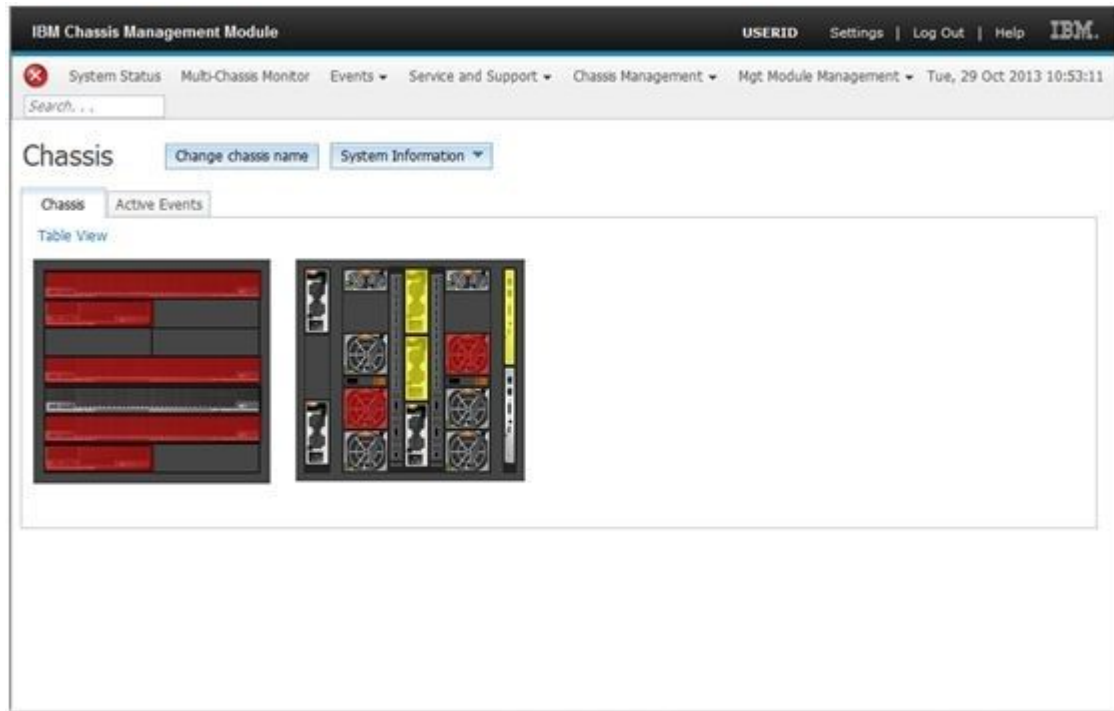 IBM Chassis Management Module USERID Settings | Log Out | Help IBM.
System Status Multi-Chassis Monitor Events Service and Support Chassis Management Mgt Module Management Tue, 29 Oct 2013 10:53:11
Search. . .
Chassis Change chassis name System Information
Chassis Active Events
Table View